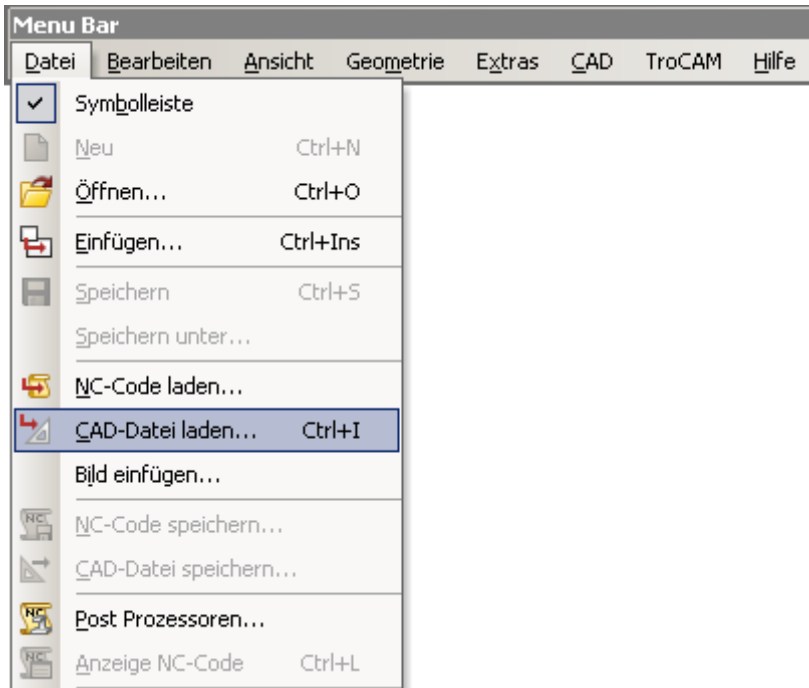 Menu Bar
Datei Bearbeiten Ansicht Geometrie Extras CAD TroCAM Hilfe
Symbolleiste
Neu Ctrl+N
Öffnen... Ctrl+O
Einfügen... Ctrl+Ins
Speichern Ctrl+S
Speichern unter...
NC-Code laden...
CAD-Datei laden... Ctrl+I
Bild einfügen...
NC-Code speichern...
CAD-Datei speichern...
Post Prozessoren...
Anzeige NC-Code Ctrl+L